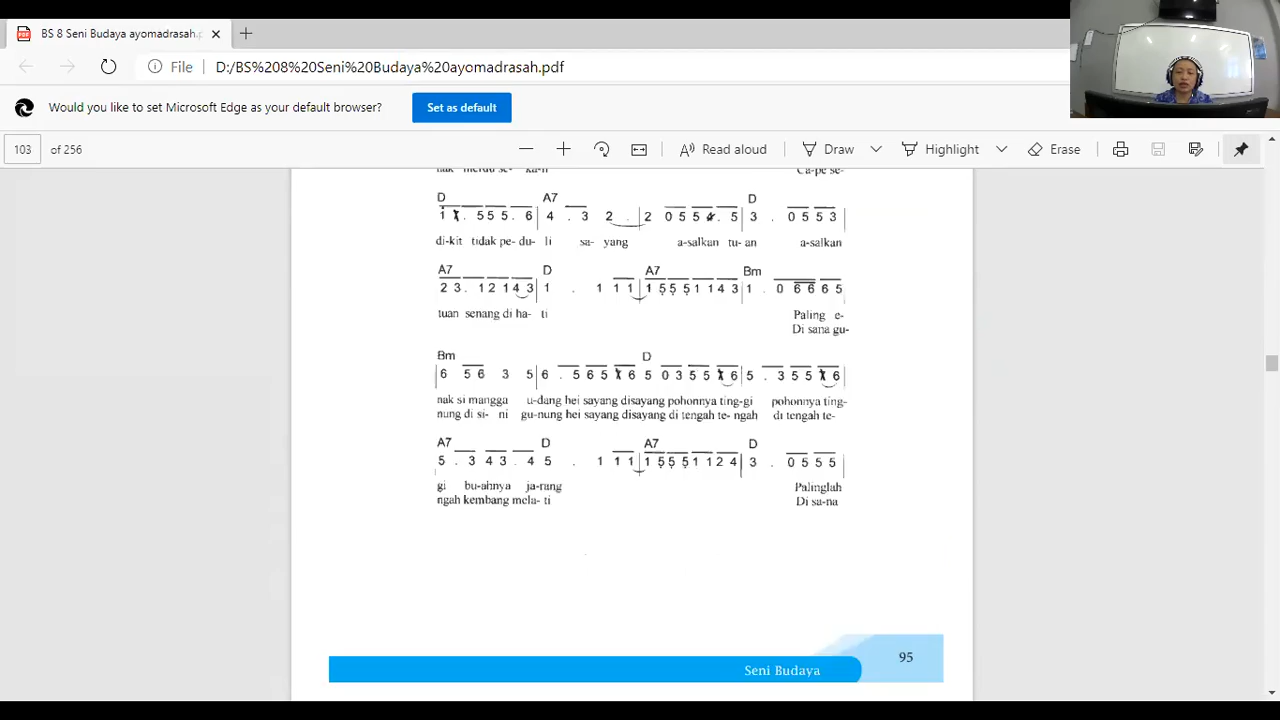 BS 8 Seni Budaya ayomadrasah.p
File D:/BS%208%20Seni%20Budaya%20ayomadrasah.pdf
Would you like to set Microsoft Edge as your default browser? Set as default
103 of 256 Read aloud Draw Highlight Erase
nak merdu se- kali Ca-pe se-
D A7 D
1 . 5 5 5 . 6 | 4 . 3 2 . | 2 0 5 5 4 . 5 | 3 . 0 5 5 3 |
di-kit tidak pe-du- li sa- yang a-salkan tu- an a-salkan
A7 D A7 Bm
2 3 . 1 2 1 4 3 | 1 . 1 1 1 | 1 5 5 5 1 1 4 3 | 1 . 0 6 6 6 5
tuan senang di ha- ti Paling e-
Di sana gu-
Bm D
| 6 5 6 3 5 | 6 . 5 6 5 1 6 5 0 3 5 5 1 6 | 5 . 3 5 5 1 6 |
nak si mangga u-dang hei sayang disayang pohonnya ting-gi pohonnya ting-
nung di si- ni gu-nung hei sayang disayang di tengah te- ngah di tengah te-
A7 D A7 D
5 . 3 4 3 . 4 5 . 1 1 1 | 1 5 5 5 1 1 2 4 | 3 . 0 5 5 5 |
gi bu-ahnya ja-rang Palinglah
ngah kembang mela- ti Di sa-na
Seni Budaya 95